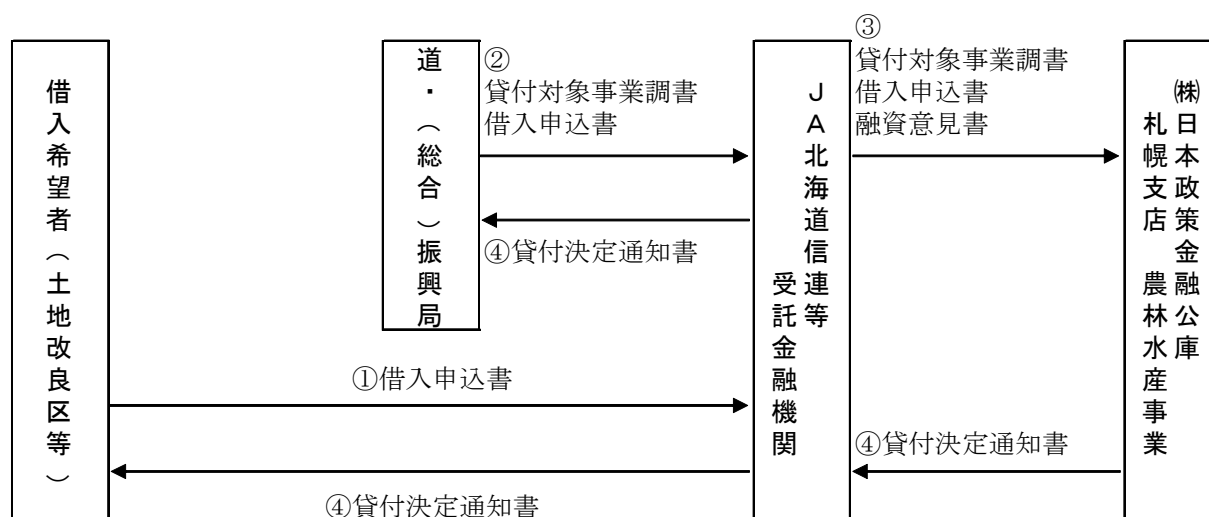 借入希望者（土地改良区等）
道・（総合）振興局
②
貸付対象事業調書
借入申込書
④貸付決定通知書
①借入申込書
④貸付決定通知書
ＪＡ北海道信連等
受託金融機関
③
貸付対象事業調書
借入申込書
融資意見書
④貸付決定通知書
㈱日本政策金融公庫
札幌支店　農林水産事業